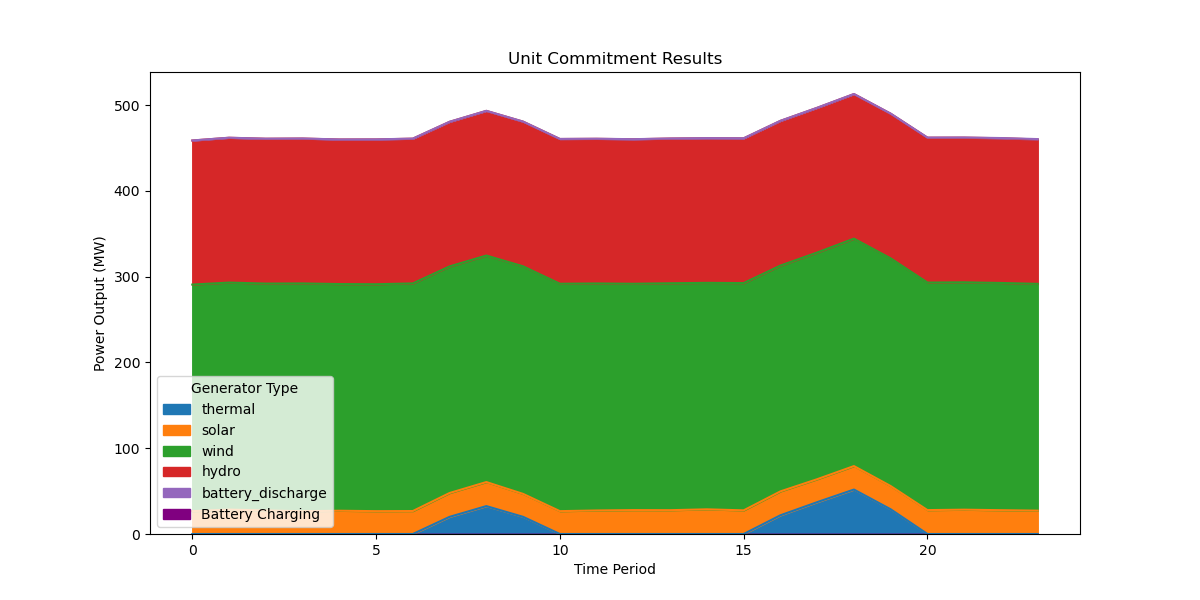 Unit Commitment Results
Power Output (MW)
500
400
300
200
100
0
Generator Type
thermal
solar
wind
hydro
battery_discharge
Battery Charging
0 5 10 15 20
Time Period